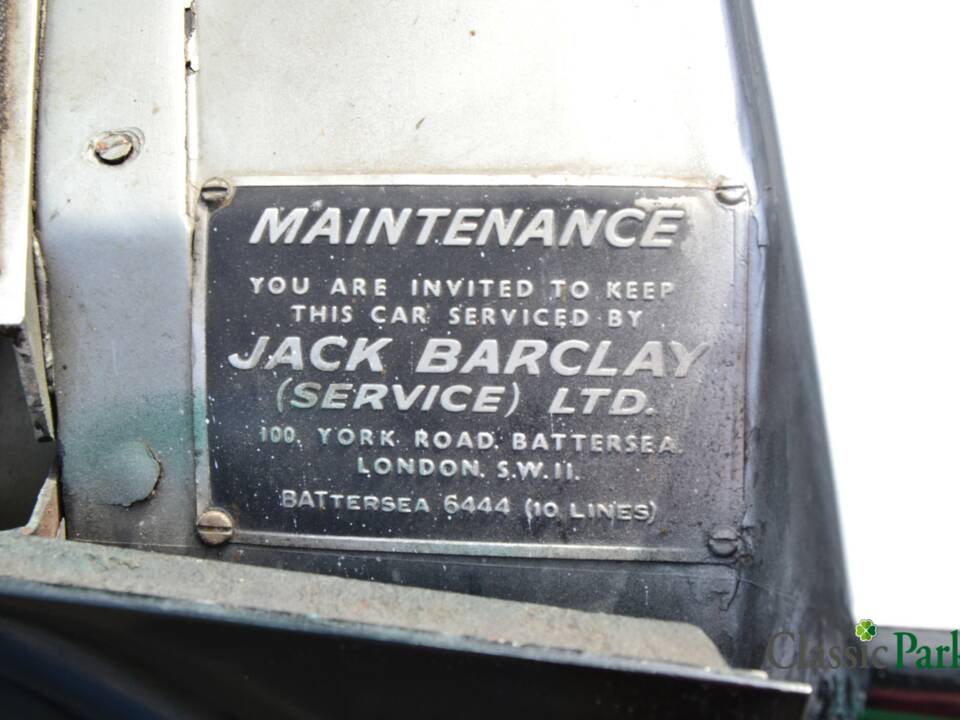 MAINTENANCE
YOU ARE INVITED TO KEEP
THIS CAR SERVICED BY
JACK BARCLAY
(SERVICE) LTD.
100, YORK ROAD, BATTERSEA,
LONDON, S.W.11.
BATTERSEA 6444 (10 LINES)
Classic Park